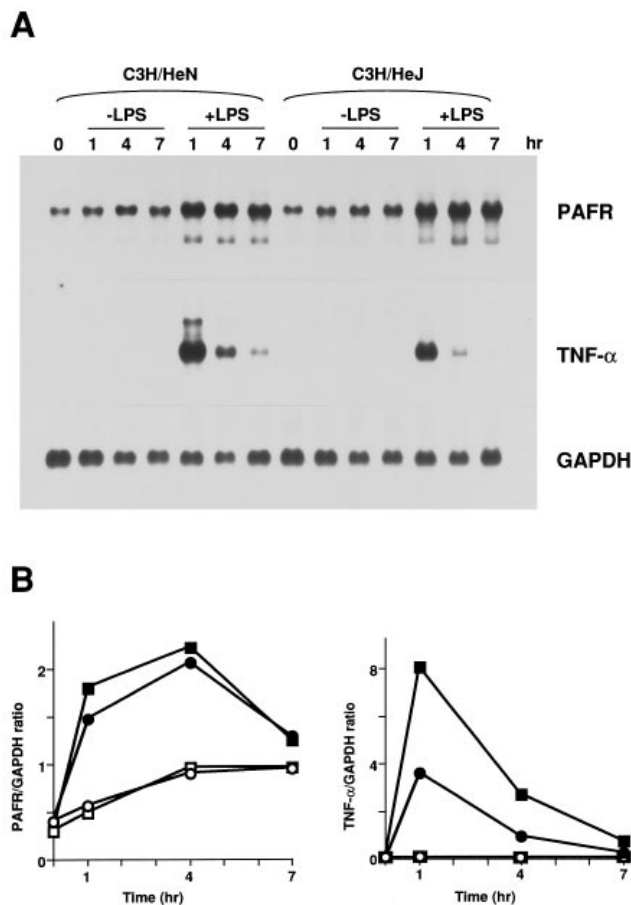 A
C3H/HeN C3H/HeJ
-LPS +LPS -LPS +LPS
0 1 4 7 1 4 7 0 1 4 7 1 4 7 hr
PAFR
TNF-α
GAPDH
B
PAFR/GAPDH ratio
2
1
0
1 4 7
Time (hr)
TNF-α/GAPDH ratio
8
4
0
1 4 7
Time (hr)